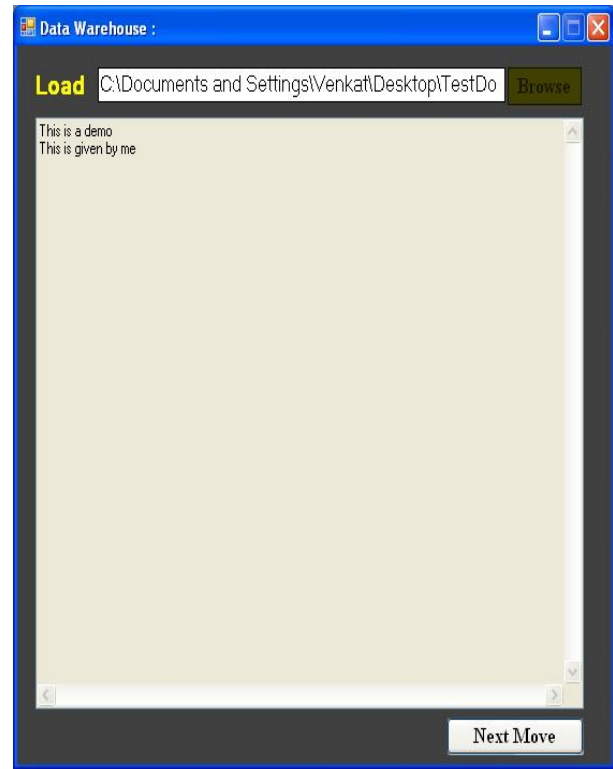 Data Warehouse :
Load C:\Documents and Settings\Venkat\Desktop\TestDo Browse
This is a demo
This is given by me
Next Move